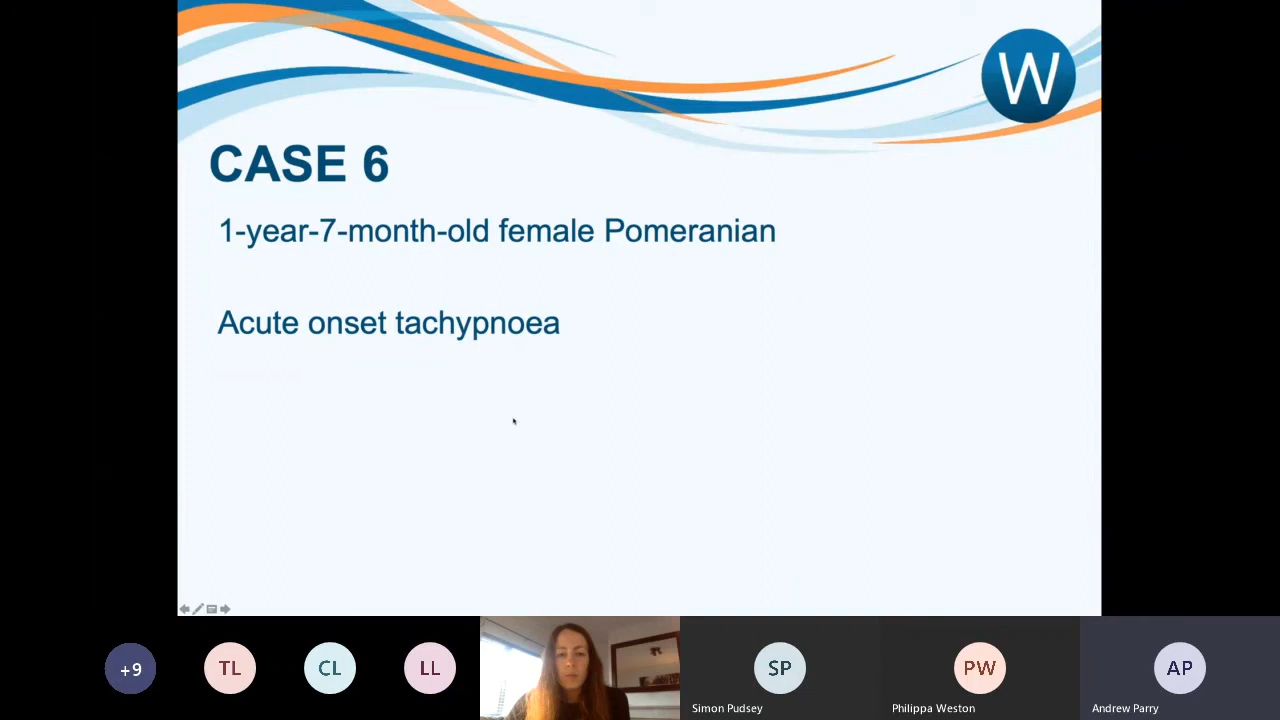 W
CASE 6
1-year-7-month-old female Pomeranian
Acute onset tachypnoea
+9
TL
CL
LL
SP
PW
AP
Simon Pudsey
Philippa Weston
Andrew Parry